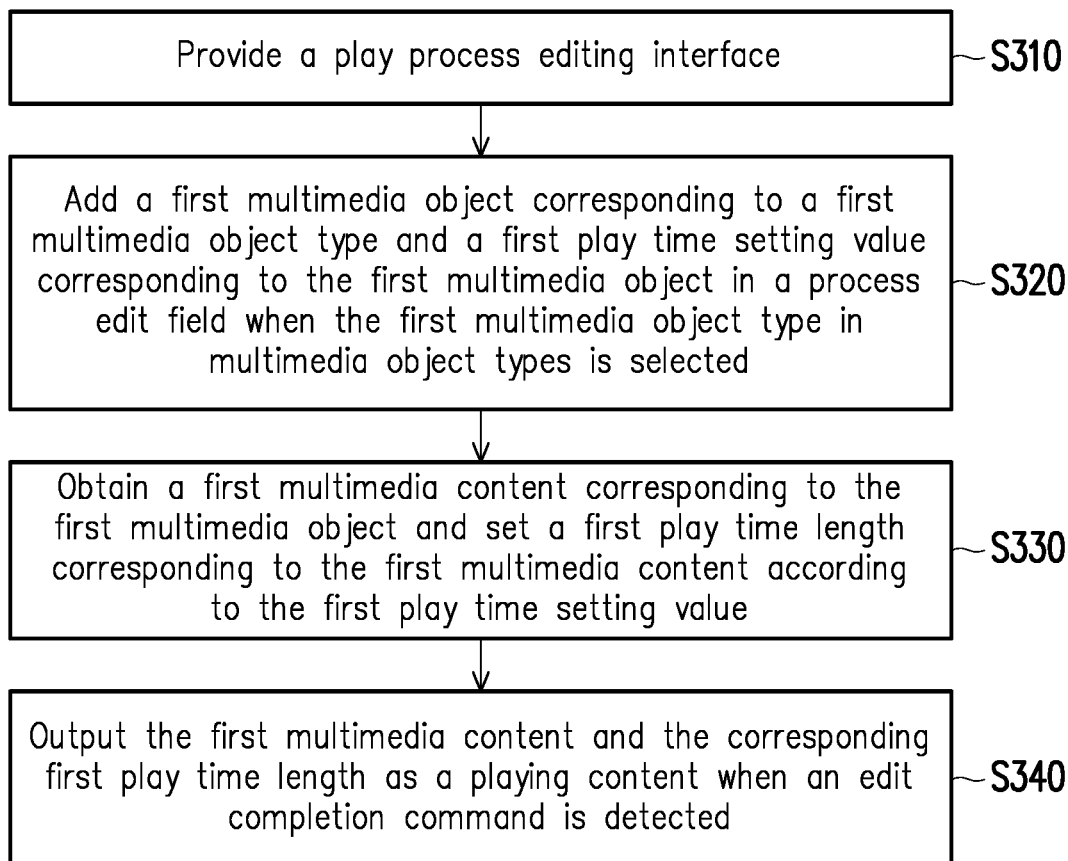 Provide a play process editing interface
S310
Add a first multimedia object corresponding to a first
multimedia object type and a first play time setting value
corresponding to the first multimedia object in a process
edit field when the first multimedia object type in
multimedia object types is selected
S320
Obtain a first multimedia content corresponding to the
first multimedia object and set a first play time length
corresponding to the first multimedia content according
to the first play time setting value
S330
Output the first multimedia content and the corresponding
first play time length as a playing content when an edit
completion command is detected
S340